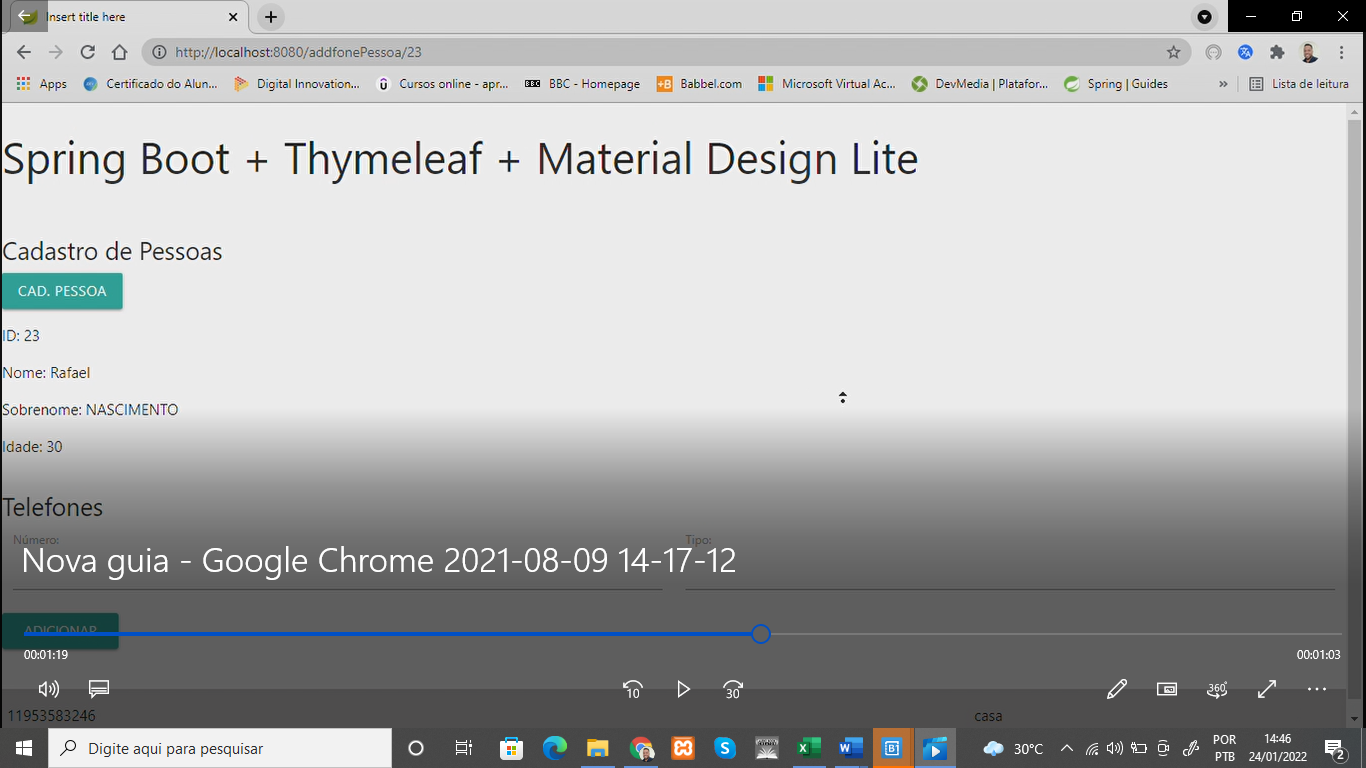 Insert title here
http://localhost:8080/addfonePessoa/23
Apps
Certificado do Alun...
Digital Innovation...
Cursos online - apr...
BBC
BBC - Homepage
+B
Babbel.com
Microsoft Virtual Ac...
DevMedia | Platafor...
Spring | Guides
»
Lista de leitura
Spring Boot + Thymeleaf + Material Design Lite
Cadastro de Pessoas
CAD. PESSOA
ID: 23
Nome: Rafael
Sobrenome: NASCIMENTO
Idade: 30
Telefones
Número:
Tipo:
Nova guia - Google Chrome 2021-08-09 14-17-12
ADICIONAR
00:01:19
00:01:03
10
30
360°
11953583246
casa
Digite aqui para pesquisar
30°C
POR
PTB
14:46
24/01/2022
2